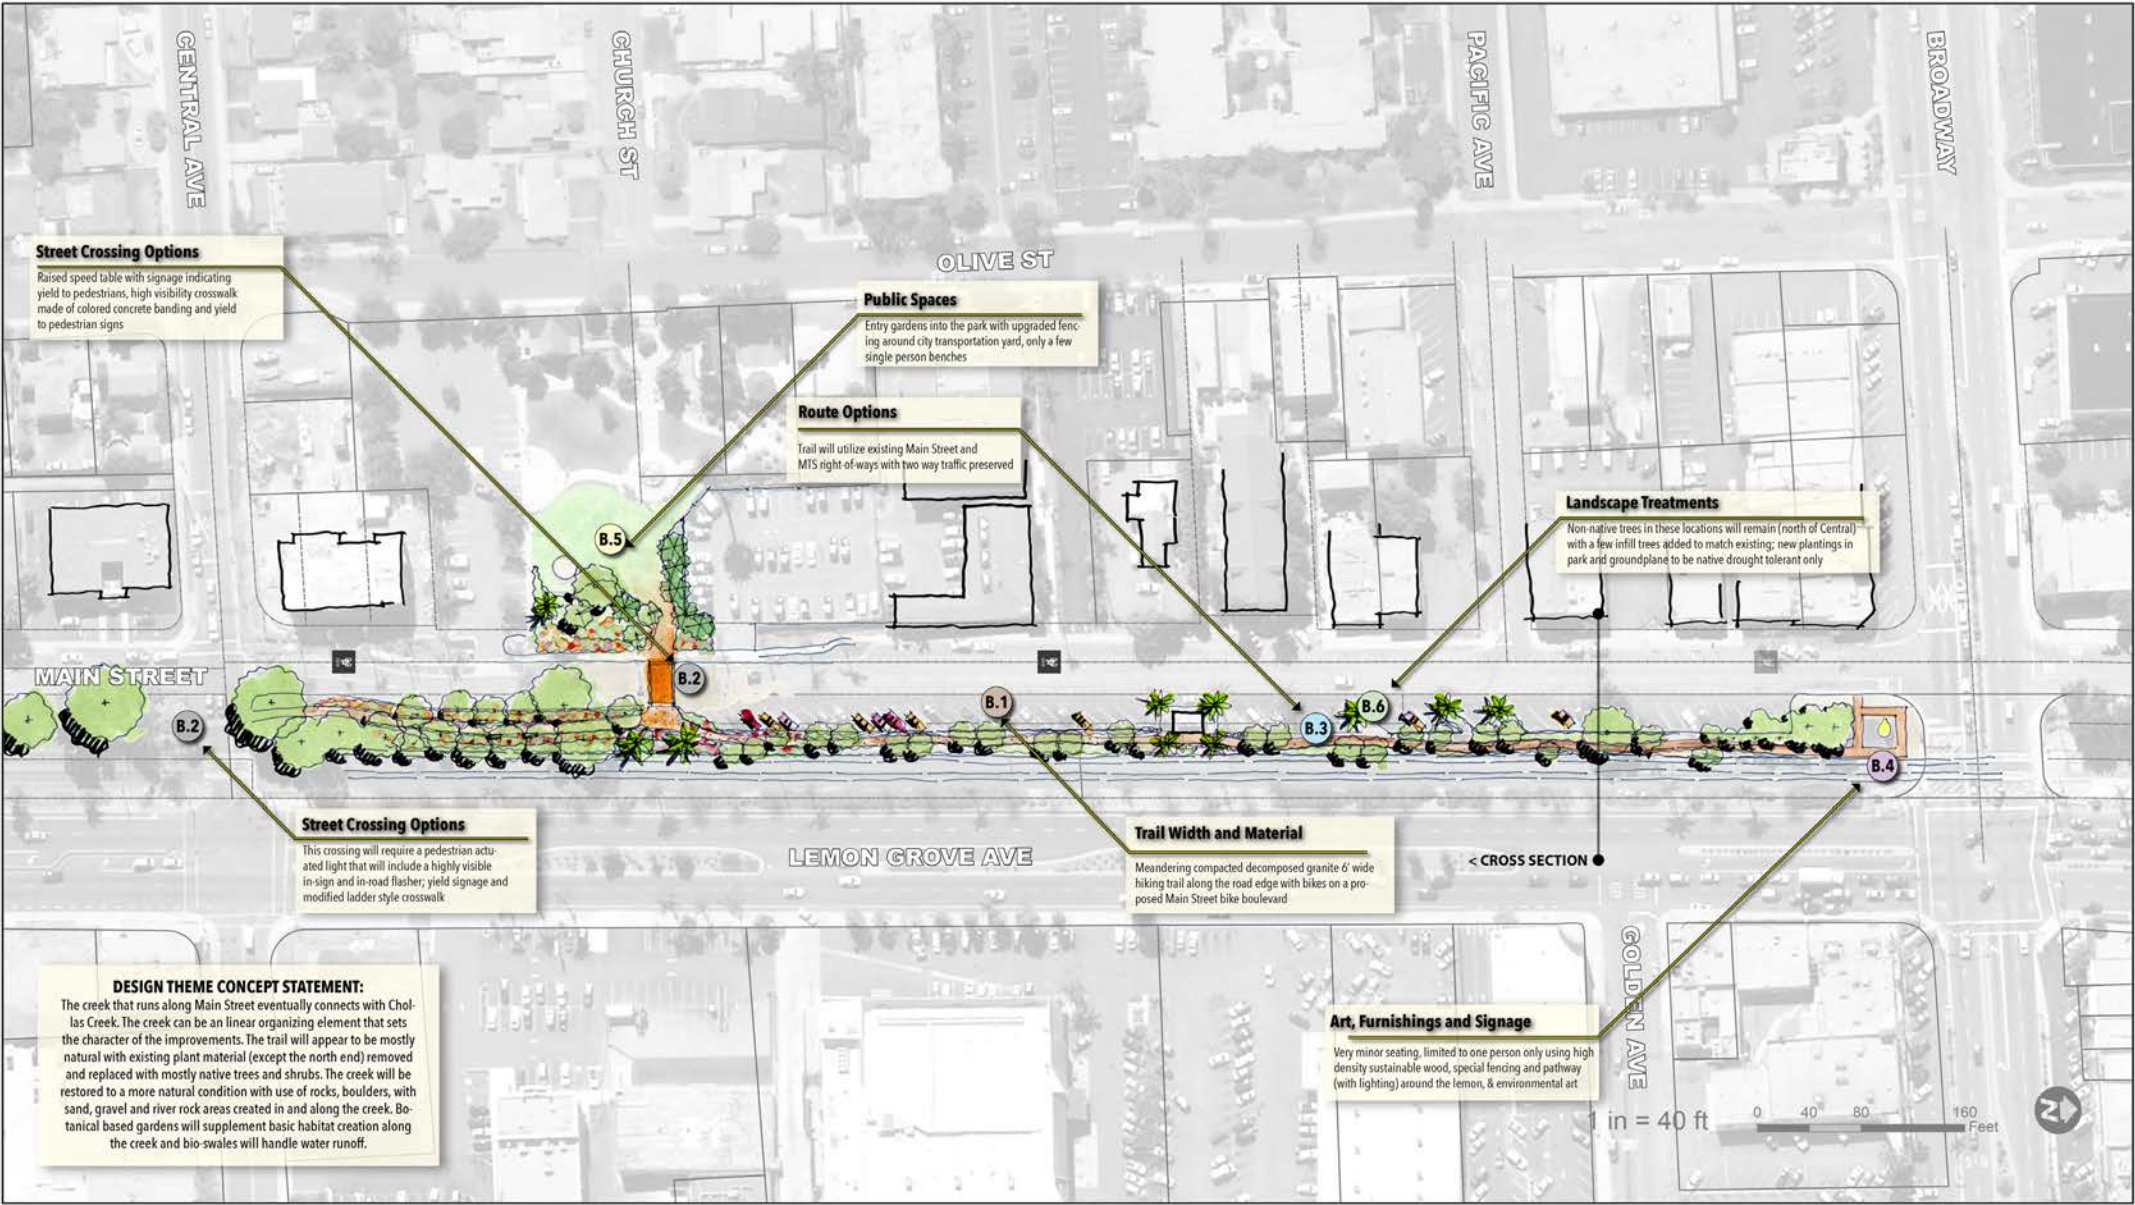 CENTRAL AVE
CHURCH ST
PACIFIC AVE
BROADWAY
OLIVE ST
Street Crossing Options
Raised speed table with signage indicating
yield to pedestrians, high visibility crosswalk
made of colored concrete banding and yield
to pedestrian signs
Public Spaces
Entry gardens into the park with upgraded fenc-
ing around city transportation yard, only a few
single person benches
Route Options
Trail will utilize existing Main Street and
MTS right-of-ways with two way traffic preserved
Landscape Treatments
Non-native trees in these locations will remain (north of Central)
with a few infill trees added to match existing; new plantings in
park and groundplane to be native drought tolerant only
B.5
MAIN STREET
B.2
B.2
B.1
B.3
B.6
B.4
Street Crossing Options
This crossing will require a pedestrian actu-
ated light that will include a highly visible
in-sign and in-road flasher; yield signage and
modified ladder style crosswalk
LEMON GROVE AVE
Trail Width and Material
Meandering compacted decomposed granite 6' wide
hiking trail along the road edge with bikes on a pro-
posed Main Street bike boulevard
< CROSS SECTION
GOLDEN AVE
DESIGN THEME CONCEPT STATEMENT:
The creek that runs along Main Street eventually connects with Chol-
las Creek. The creek can be an linear organizing element that sets
the character of the improvements. The trail will appear to be mostly
natural with existing plant material (except the north end) removed
and replaced with mostly native trees and shrubs. The creek will be
restored to a more natural condition with use of rocks, boulders, with
sand, gravel and river rock areas created in and along the creek. Bo-
tanical based gardens will supplement basic habitat creation along
the creek and bio-swales will handle water runoff.
Art, Furnishings and Signage
Very minor seating, limited to one person only using high
density sustainable wood, special fencing and pathway
(with lighting) around the lemon, & environmental art
1 in = 40 ft
0 40 80 160
Feet
N